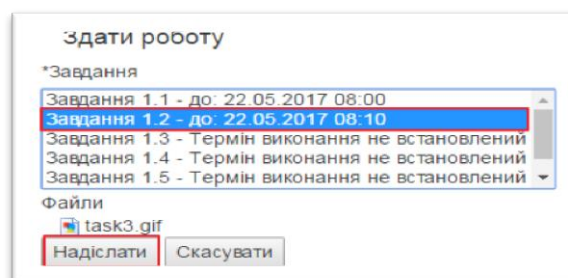 Здати роботу
*Завдання
Завдання 1.1 - до: 22.05.2017 08:00
Завдання 1.2 - до: 22.05.2017 08:10
Завдання 1.3 - Термін виконання не встановлений
Завдання 1.4 - Термін виконання не встановлений
Завдання 1.5 - Термін виконання не встановлений
Файли
task3.gif
Надіслати Скасувати